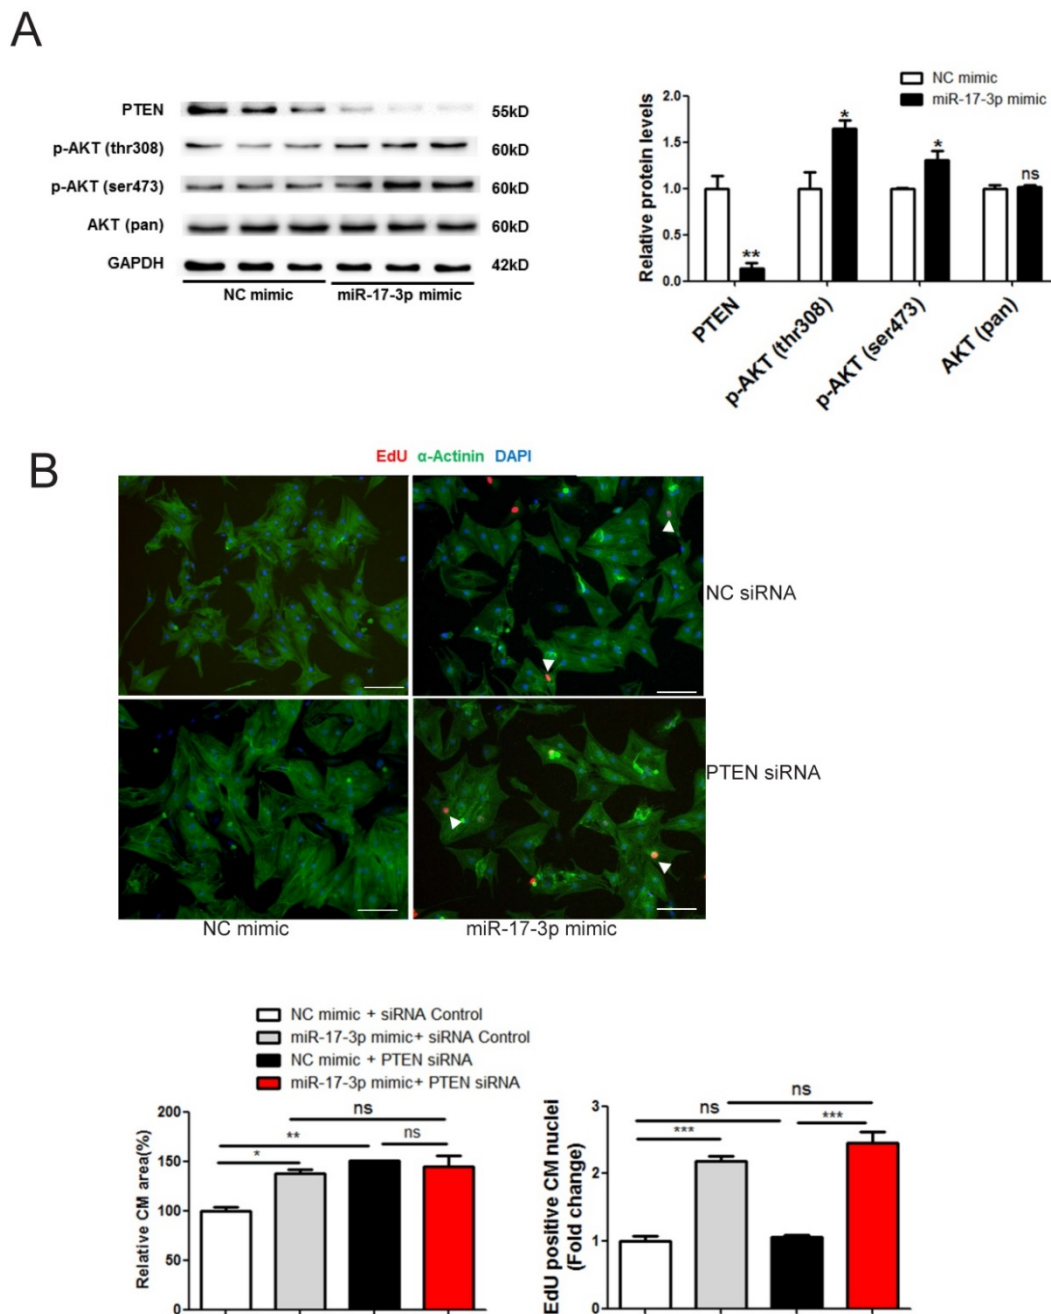 A
PTEN 55kD
p-AKT (thr308) 60kD
p-AKT (ser473) 60kD
AKT (pan) 60kD
GAPDH 42kD
NC mimic miR-17-3p mimic
NC mimic
miR-17-3p mimic
Relative protein levels
2.0
1.5
1.0
0.5
0.0
** * * ns
PTEN
p-AKT (thr308)
p-AKT (ser473)
AKT (pan)
B
EdU α-Actinin DAPI
NC siRNA
PTEN siRNA
NC mimic miR-17-3p mimic
NC mimic + siRNA Control
miR-17-3p mimic+ siRNA Control
NC mimic + PTEN siRNA
miR-17-3p mimic+ PTEN siRNA
Relative CM area(%)
200
150
100
50
0
ns
** ns
*
EdU positive CM nuclei
(Fold change)
3
2
1
0
ns
ns ***
***